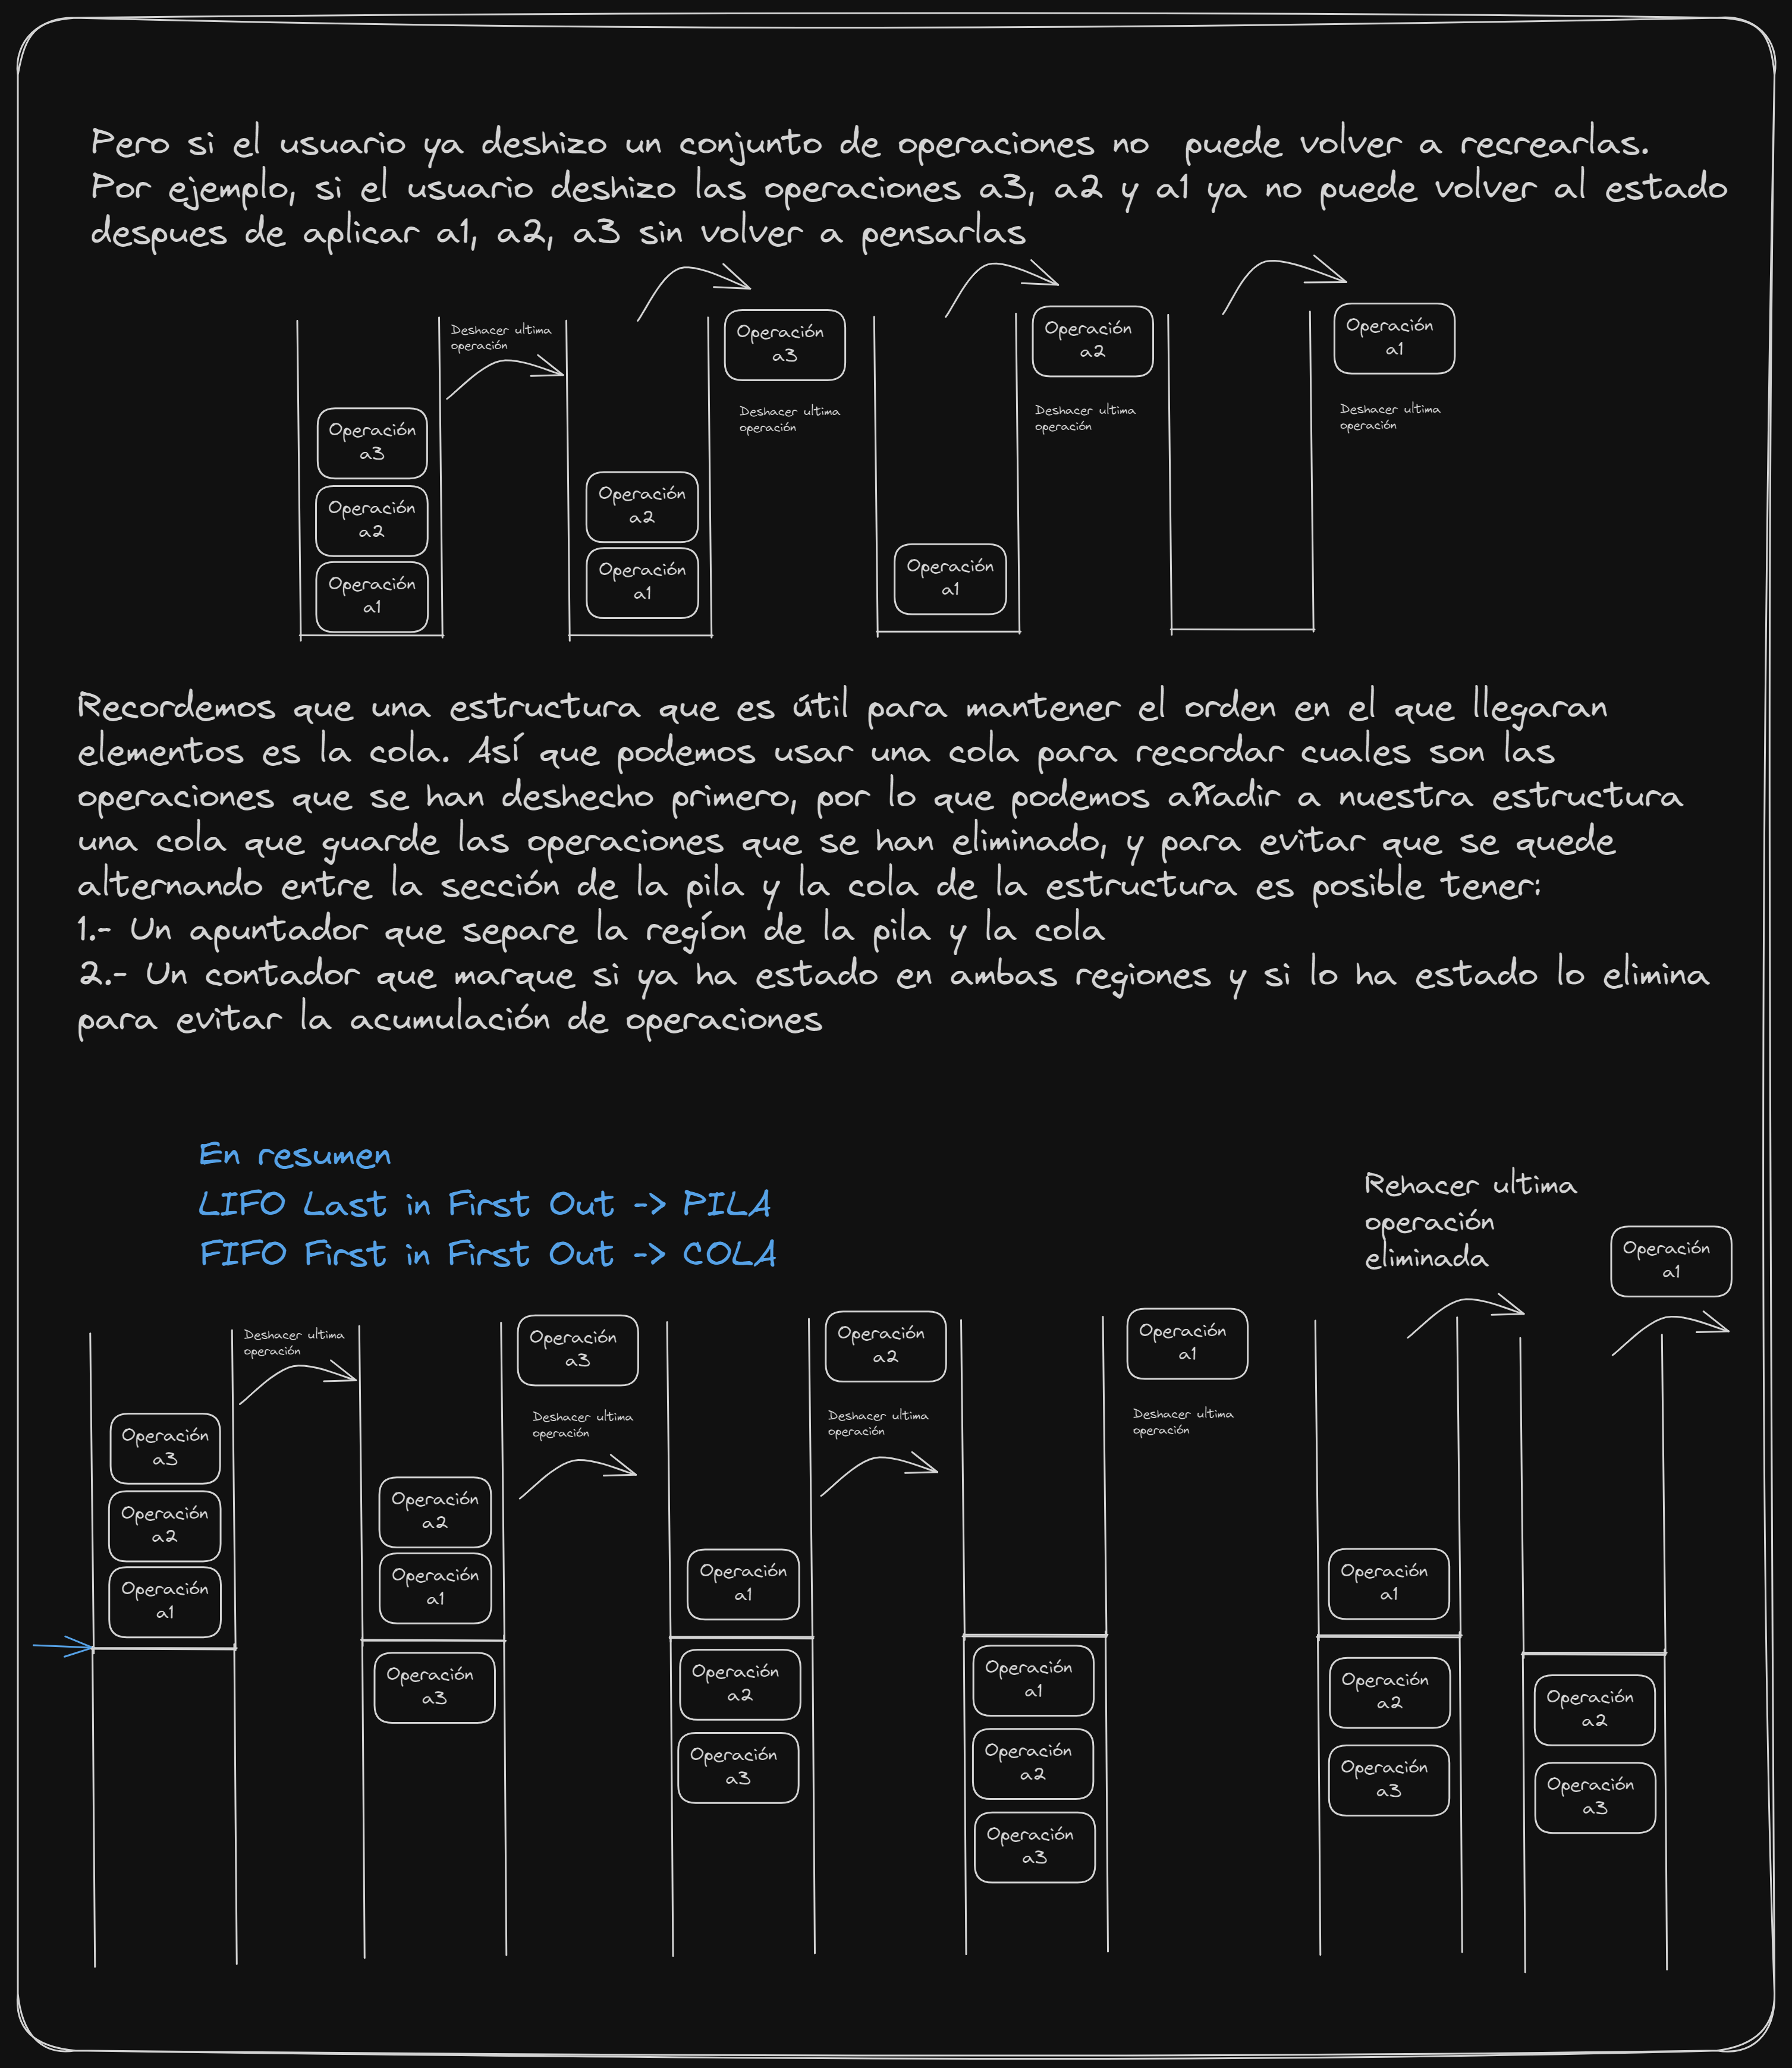 Pero si el usuario ya deshizo un conjunto de operaciones no puede volver a recrearlas.
Por ejemplo, si el usuario deshizo las operaciones a3, a2 y a1 ya no puede volver al estado
despues de aplicar a1, a2, a3 sin volver a pensarlas
Deshacer ultima
operación
Operación
a3
Operación
a2
Operación
a1
Operación
a3
Deshacer ultima
operación
Operación
a2
Operación
a1
Operación
a2
Deshacer ultima
operación
Operación
a1
Operación
a1
Deshacer ultima
operación
Recordemos que una estructura que es útil para mantener el orden en el que llegaran
elementos es la cola. Así que podemos usar una cola para recordar cuales son las
operaciones que se han deshecho primero, por lo que podemos añadir a nuestra estructura
una cola que guarde las operaciones que se han eliminado, y para evitar que se quede
alternando entre la sección de la pila y la cola de la estructura es posible tener:
1.- Un apuntador que separe la regíon de la pila y la cola
2.- Un contador que marque si ya ha estado en ambas regiones y si lo ha estado lo elimina
para evitar la acumulación de operaciones
En resumen
LIFO Last in First Out -> PILA
FIFO First in First Out -> COLA
Rehacer ultima
operación
eliminada
Operación
a1
Deshacer ultima
operación
Operación
a3
Operación
a2
Operación
a1
Operación
a3
Deshacer ultima
operación
Operación
a2
Operación
a1
Operación
a3
Operación
a2
Deshacer ultima
operación
Operación
a1
Operación
a2
Operación
a3
Operación
a1
Deshacer ultima
operación
Operación
a1
Operación
a2
Operación
a3
Operación
a1
Operación
a2
Operación
a3
Operación
a2
Operación
a3